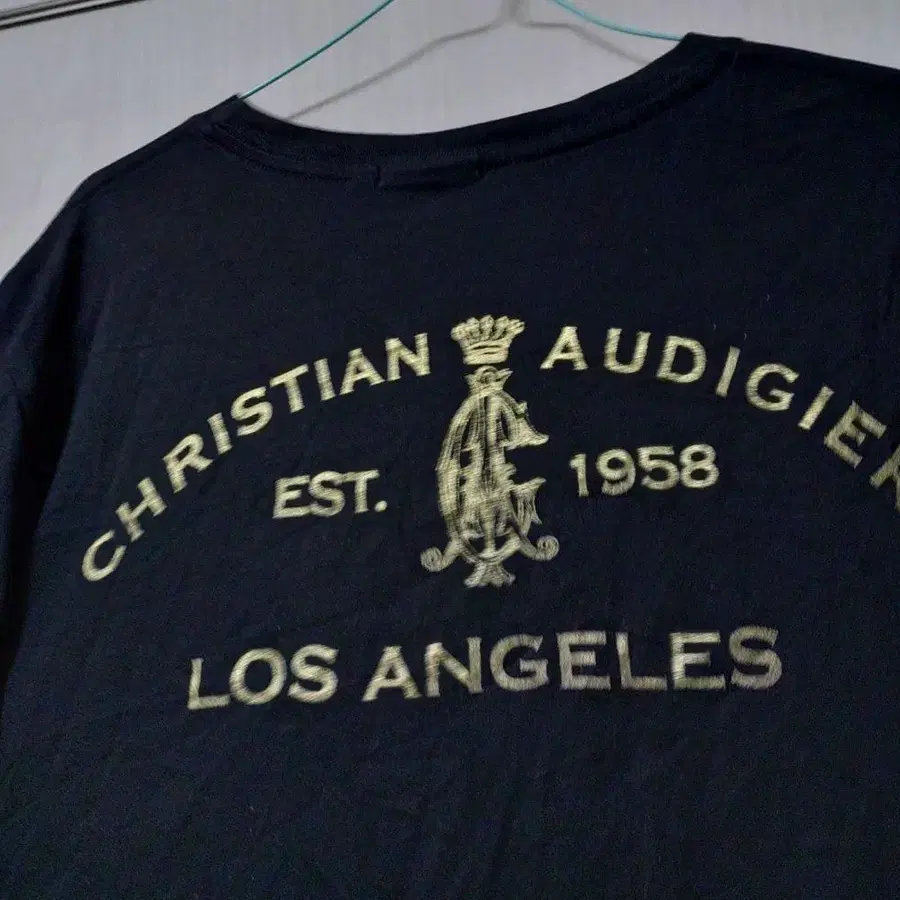 CHRISTIAN AUDIGIER
EST. 1958
LOS ANGELES